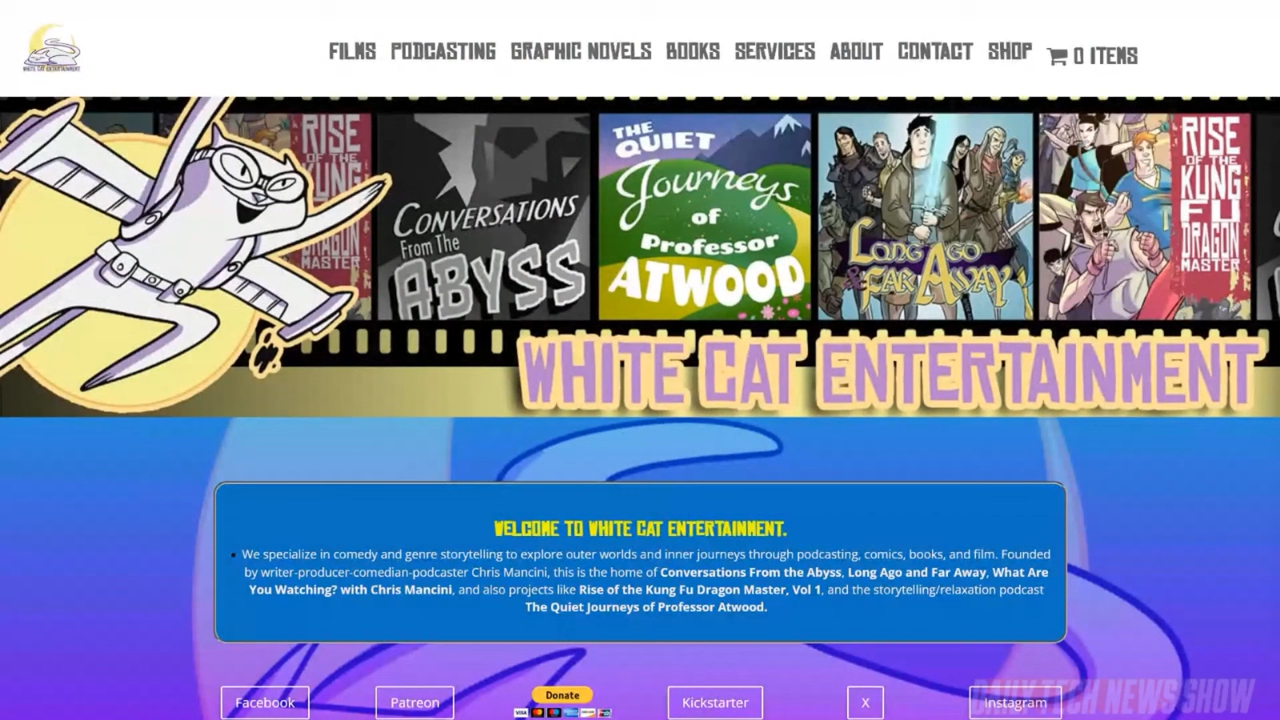 WHITE CAT ENTERTAINMENT
FILMS PODCASTING GRAPHIC NOVELS BOOKS SERVICES ABOUT CONTACT SHOP 0 ITEMS
RISE
OF THE
KUNG
FU
DRAGON
MASTER
CONVERSATIONS
FROM THE
ABYSS
THE
QUIET
Journeys
of
Professor
ATWOOD
LONG AGO
& FAR AWAY
RISE
OF THE
KUNG
FU
DRAGON
MASTER
WHITE CAT ENTERTAINMENT
WELCOME TO WHITE CAT ENTERTAINMENT.
We specialize in comedy and genre storytelling to explore outer worlds and inner journeys through podcasting, comics, books, and film. Founded
by writer-producer-comedian-podcaster Chris Mancini, this is the home of Conversations From the Abyss, Long Ago and Far Away, What Are
You Watching? with Chris Mancini, and also projects like Rise of the Kung Fu Dragon Master, Vol 1, and the storytelling/relaxation podcast
The Quiet Journeys of Professor Atwood.
Facebook Patreon Donate Kickstarter X Instagram
VISA
DAILY TECH NEWS SHOW